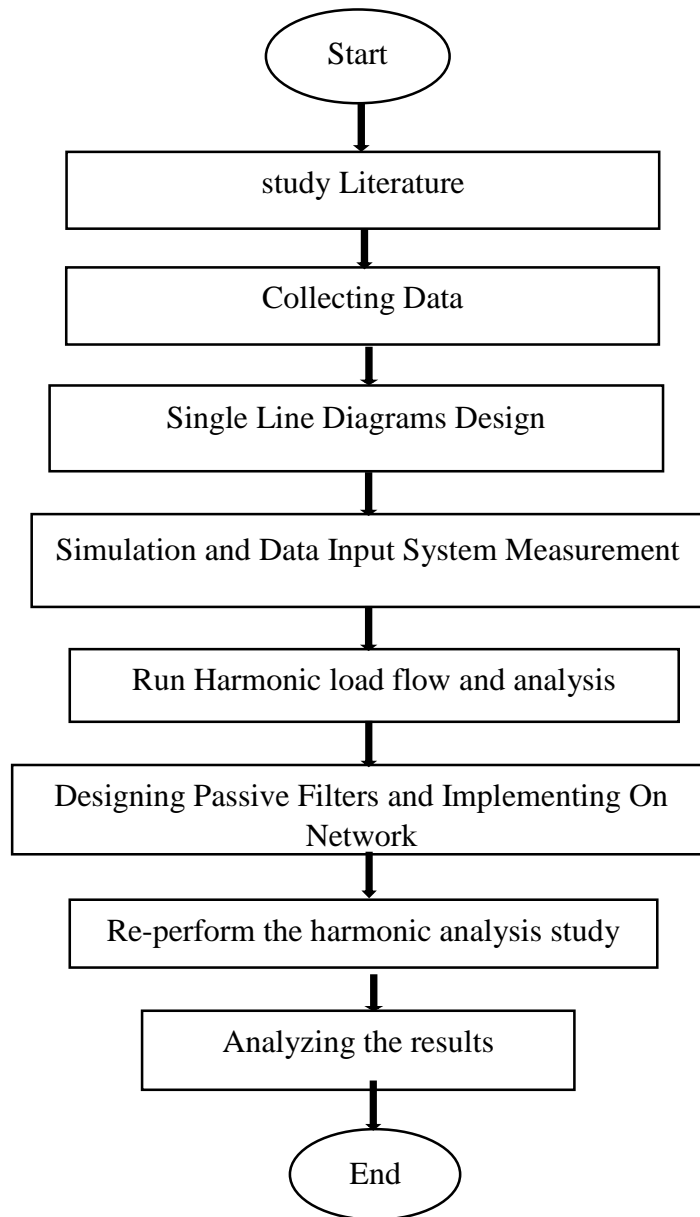 Start
study Literature
Collecting Data
Single Line Diagrams Design
Simulation and Data Input System Measurement
Run Harmonic load flow and analysis
Designing Passive Filters and Implementing On
Network
Re-perform the harmonic analysis study
Analyzing the results
End